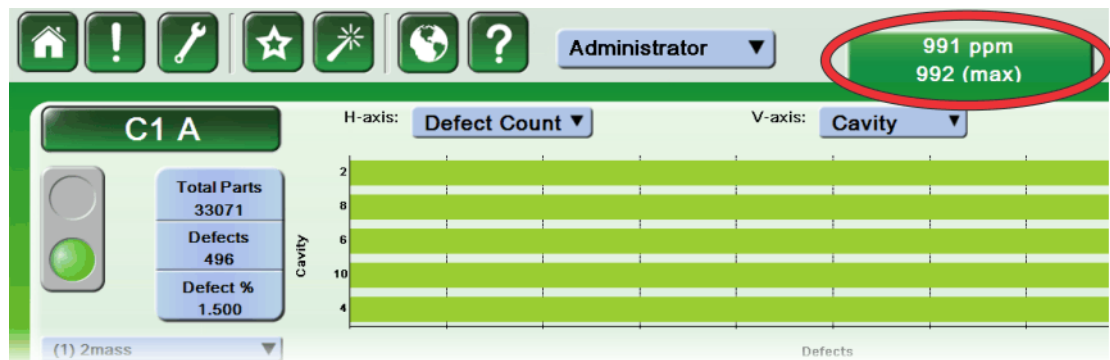 Administrator ▼
991 ppm
992 (max)
C1 A
H-axis:
Defect Count ▼
V-axis:
Cavity ▼
Total Parts
33071
Defects
496
Defect %
1.500
Cavity
2
8
6
10
4
(1) 2mass ▼
Defects